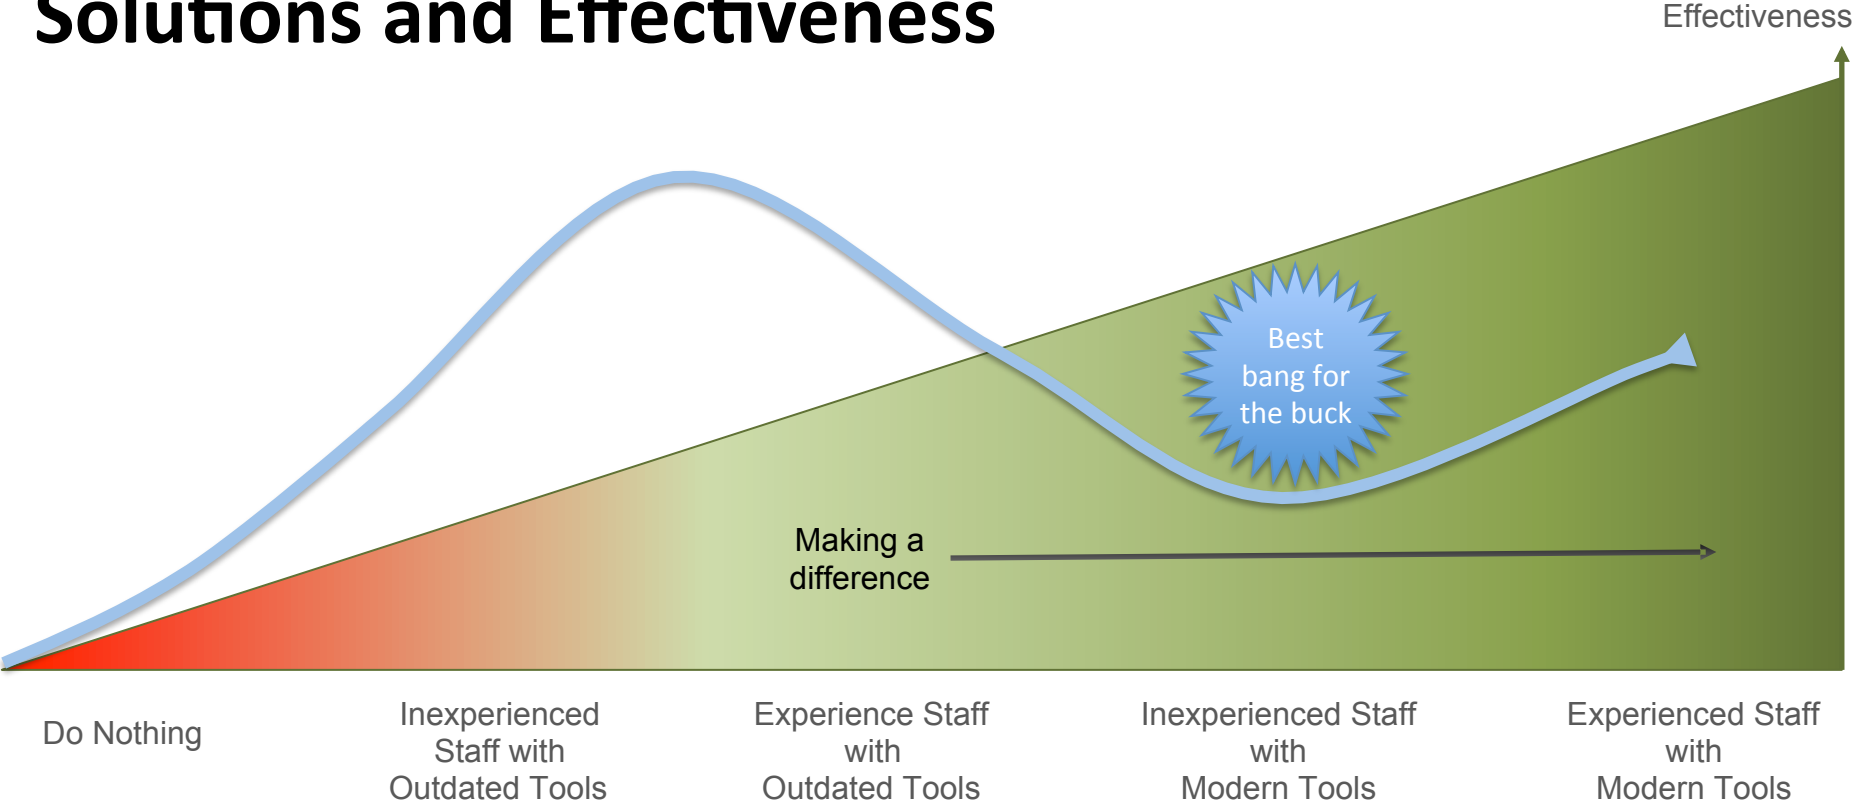 Solutions and Effectiveness
Effectiveness
Best
bang for
the buck
Making a
difference
Do Nothing
Inexperienced
Staff with
Outdated Tools
Experience Staff
with
Outdated Tools
Inexperienced Staff
with
Modern Tools
Experienced Staff
with
Modern Tools